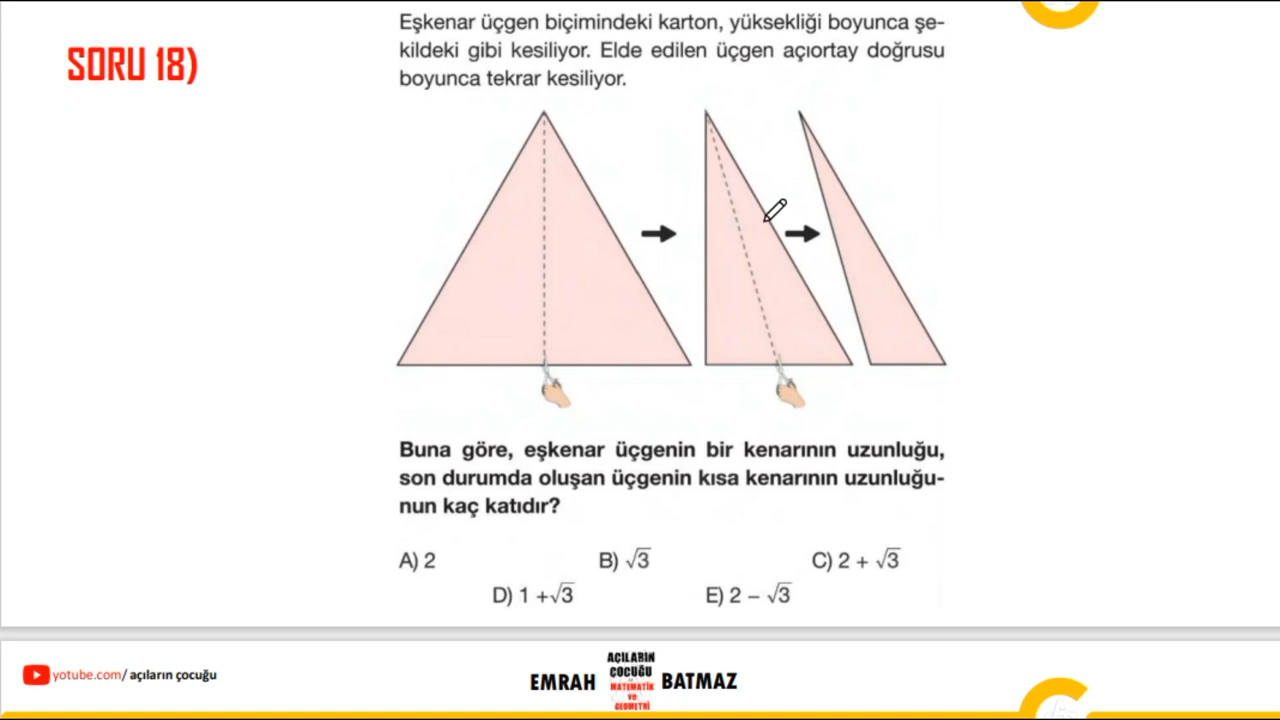 SORU 18)
Eşkenar üçgen biçimindeki karton, yüksekliği boyunca şe-
kildeki gibi kesiliyor. Elde edilen üçgen açıortay doğrusu
boyunca tekrar kesiliyor.
Buna göre, eşkenar üçgenin bir kenarının uzunluğu,
son durumda oluşan üçgenin kısa kenarının uzunluğu-
nun kaç katıdır?
A) 2 B) √3 C) 2 + √3
D) 1 +√3 E) 2 − √3
yotube.com/ açıların çocuğu
EMRAH
AÇILARIN
ÇOCUĞU
MATEMATİK
ve
GEOMETRİ
BATMAZ